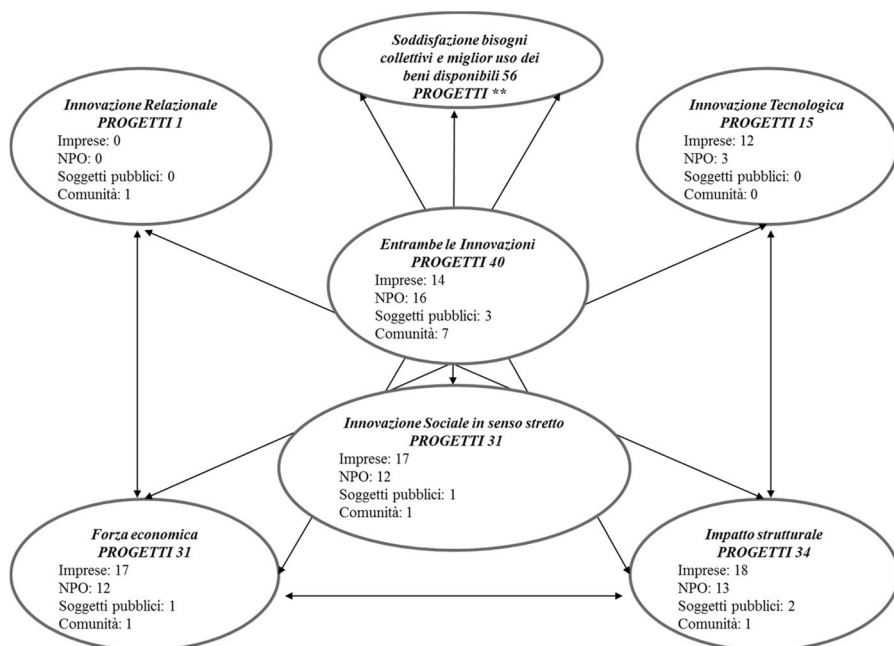 Soddisfazione bisogni
collettivi e miglior uso dei
beni disponibili 56
PROGETTI **
Innovazione Relazionale
PROGETTI 1
Imprese: 0
NPO: 0
Soggetti pubblici: 0
Comunità: 1
Innovazione Tecnologica
PROGETTI 15
Imprese: 12
NPO: 3
Soggetti pubblici: 0
Comunità: 0
Entrambe le Innovazioni
PROGETTI 40
Imprese: 14
NPO: 16
Soggetti pubblici: 3
Comunità: 7
Innovazione Sociale in senso stretto
PROGETTI 31
Imprese: 17
NPO: 12
Soggetti pubblici: 1
Comunità: 1
Forza economica
PROGETTI 31
Imprese: 17
NPO: 12
Soggetti pubblici: 1
Comunità: 1
Impatto strutturale
PROGETTI 34
Imprese: 18
NPO: 13
Soggetti pubblici: 2
Comunità: 1